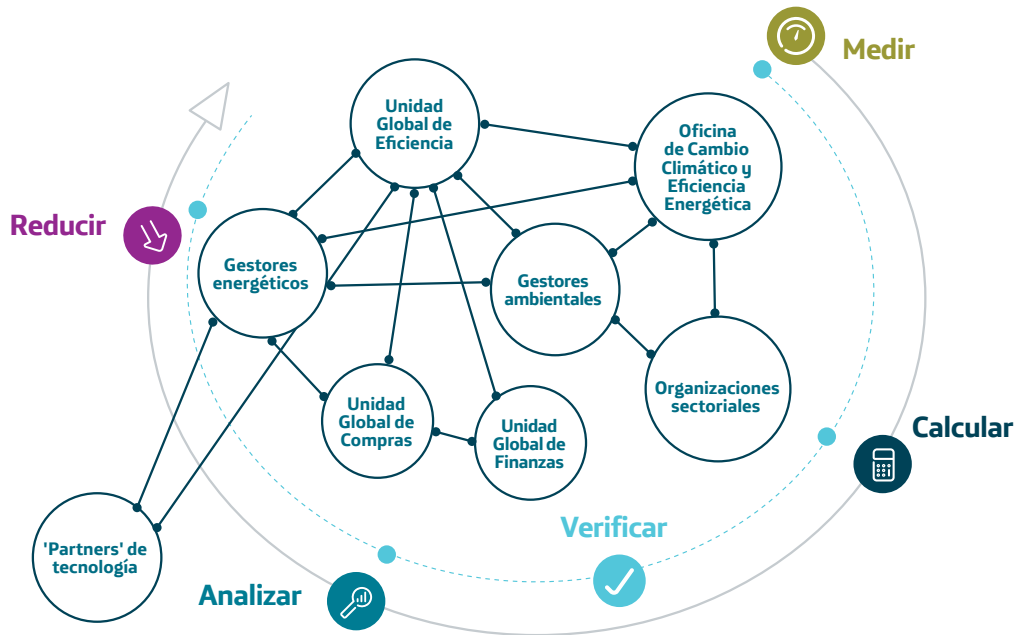 Medir
Unidad
Global de
Eficiencia
Oficina
de Cambio
Climático y
Eficiencia
Energética
Reducir
Gestores
energéticos
Gestores
ambientales
Organizaciones
sectoriales
Unidad
Global de
Compras
Unidad
Global de
Finanzas
Calcular
Verificar
'Partners' de
tecnología
Analizar